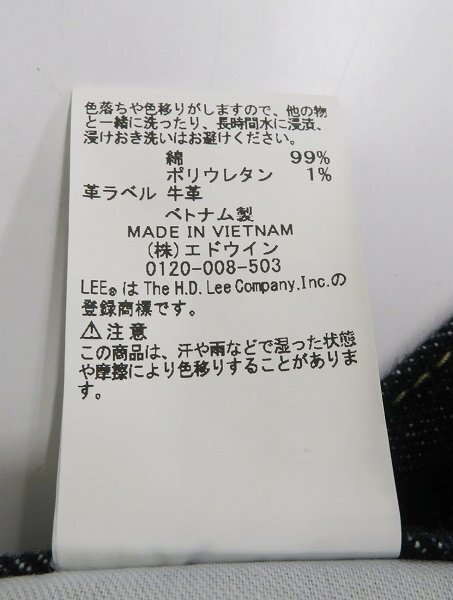 色落ちや色移りがしますので、他の物
と一緒に洗ったり、長時間水に浸漬、
浸けおき洗いはお避けください。
綿 99%
ポリウレタン 1%
革ラベル 牛革
ベトナム製
MADE IN VIETNAM
(株)エドウイン
0120-008-503
LEE® は The H.D. Lee Company, Inc. の
登録商標です。
⚠注意
この商品は、汗や雨などで湿った状態
や摩擦により色移りすることがありま
す。